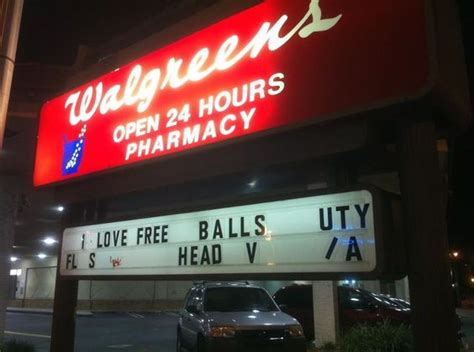 Walgreens
OPEN 24 HOURS
PHARMACY
I LOVE FREE BALLS UTY
FL S HEAD V /A